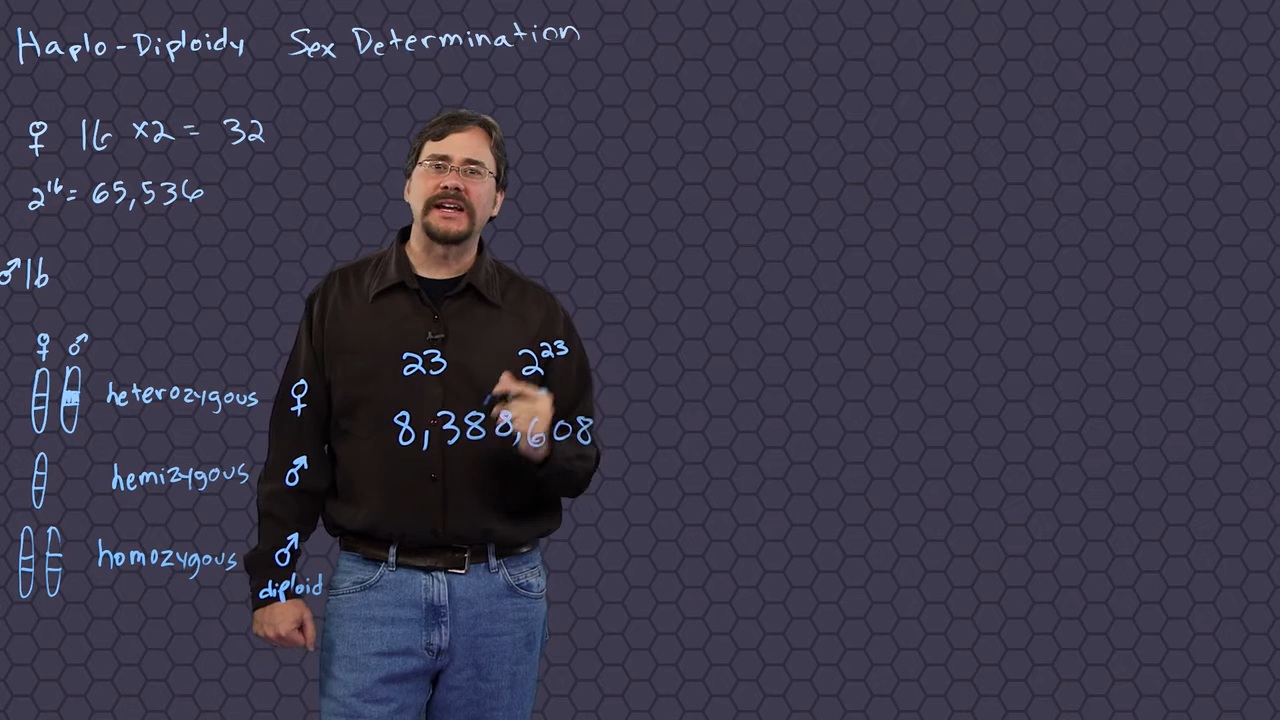 Haplo-Diploidy Sex Determination
♀ 16 ×2 = 32
2¹⁶ = 65,536
♂ 16
♀ ♂
heterozygous ♀
23 2²³
8,388,608
hemizygous ♂
homozygous ♂
diploid